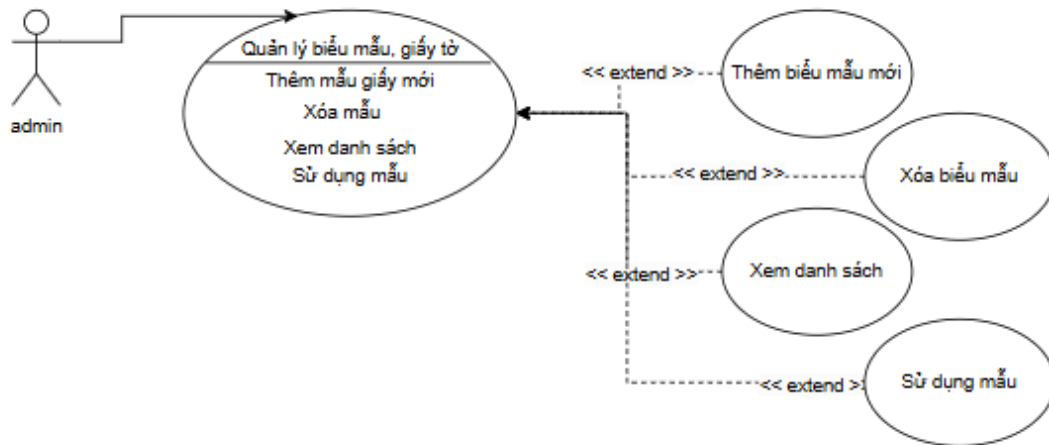 admin
Quản lý biểu mẫu, giấy tờ
Thêm mẫu giấy mới
Xóa mẫu
Xem danh sách
Sử dụng mẫu
<< extend >>
Thêm biểu mẫu mới
<< extend >>
Xóa biểu mẫu
<< extend >>
Xem danh sách
<< extend >
Sử dụng mẫu